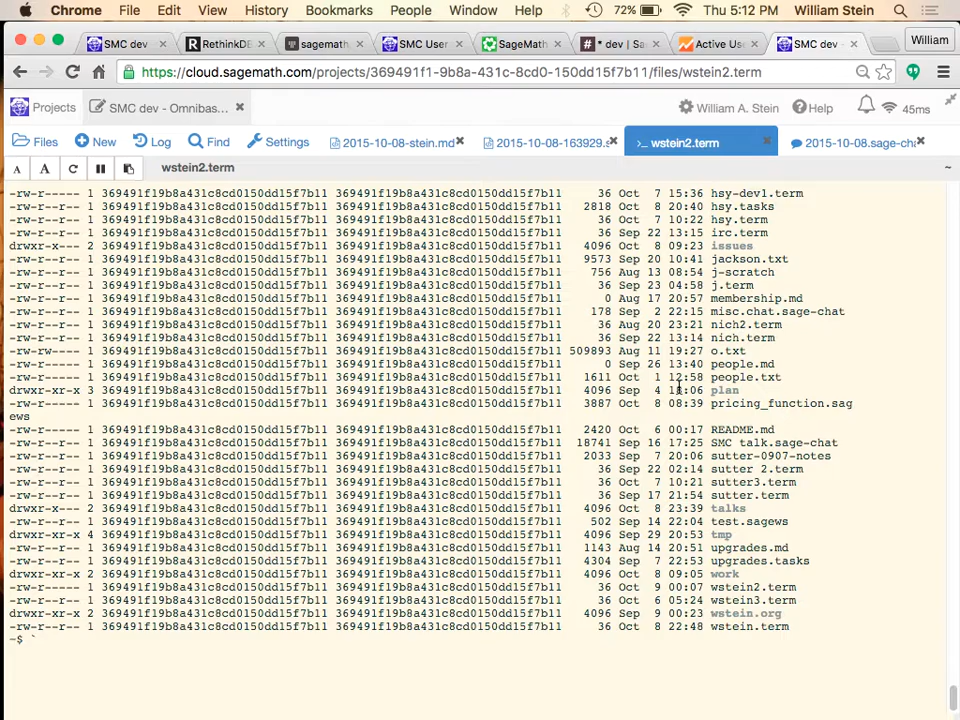 Chrome File Edit View History Bookmarks People Window Help 72% Thu 5:12 PM William Stein
SMC dev RethinkDB sagemath SMC User SageMath * dev | Sa Active Use SMC dev William
https://cloud.sagemath.com/projects/369491f1-9b8a-431c-8cd0-150dd15f7b11/files/wstein2.term
Projects SMC dev - Omnibas... William A. Stein Help 45ms
Files New Log Find Settings 2015-10-08-stein.md 2015-10-08-163929.s >_ wstein2.term 2015-10-08.sage-cha
A A wstein2.term
-rw-r----- 1 369491f19b8a431c8cd0150dd15f7b11 369491f19b8a431c8cd0150dd15f7b11 36 Oct 7 15:36 hsy-dev1.term
-rw-r--r-- 1 369491f19b8a431c8cd0150dd15f7b11 369491f19b8a431c8cd0150dd15f7b11 2818 Oct 8 20:40 hsy.tasks
-rw-r--r-- 1 369491f19b8a431c8cd0150dd15f7b11 369491f19b8a431c8cd0150dd15f7b11 36 Oct 7 10:22 hsy.term
-rw-r--r-- 1 369491f19b8a431c8cd0150dd15f7b11 369491f19b8a431c8cd0150dd15f7b11 36 Sep 22 13:15 irc.term
drwxr-x--- 2 369491f19b8a431c8cd0150dd15f7b11 369491f19b8a431c8cd0150dd15f7b11 4096 Oct 8 09:23 issues
-rw-r--r-- 1 369491f19b8a431c8cd0150dd15f7b11 369491f19b8a431c8cd0150dd15f7b11 9573 Sep 20 10:41 jackson.txt
-rw-r--r-- 1 369491f19b8a431c8cd0150dd15f7b11 369491f19b8a431c8cd0150dd15f7b11 756 Aug 13 08:54 j-scratch
-rw-r--r-- 1 369491f19b8a431c8cd0150dd15f7b11 369491f19b8a431c8cd0150dd15f7b11 36 Sep 23 04:58 j.term
-rw-r--r-- 1 369491f19b8a431c8cd0150dd15f7b11 369491f19b8a431c8cd0150dd15f7b11 0 Aug 17 20:57 membership.md
-rw-r--r-- 1 369491f19b8a431c8cd0150dd15f7b11 369491f19b8a431c8cd0150dd15f7b11 178 Sep 2 22:15 misc.chat.sage-chat
-rw-r--r-- 1 369491f19b8a431c8cd0150dd15f7b11 369491f19b8a431c8cd0150dd15f7b11 36 Aug 20 23:21 nich2.term
-rw-r--r-- 1 369491f19b8a431c8cd0150dd15f7b11 369491f19b8a431c8cd0150dd15f7b11 36 Sep 22 13:14 nich.term
-rw-rw---- 1 369491f19b8a431c8cd0150dd15f7b11 369491f19b8a431c8cd0150dd15f7b11 509893 Aug 11 19:27 o.txt
-rw-r--r-- 1 369491f19b8a431c8cd0150dd15f7b11 369491f19b8a431c8cd0150dd15f7b11 0 Sep 26 13:40 people.md
-rw-r--r-- 1 369491f19b8a431c8cd0150dd15f7b11 369491f19b8a431c8cd0150dd15f7b11 1611 Oct 1 12:58 people.txt
drwxr-xr-x 3 369491f19b8a431c8cd0150dd15f7b11 369491f19b8a431c8cd0150dd15f7b11 4096 Sep 4 plan
-rw-r--r-- 1 369491f19b8a431c8cd0150dd15f7b11 369491f19b8a431c8cd0150dd15f7b11 3887 Oct 8 08:39 pricing_function.sag
ews
-rw-r--r-- 1 369491f19b8a431c8cd0150dd15f7b11 369491f19b8a431c8cd0150dd15f7b11 2420 Oct 6 00:17 README.md
-rw-r--r-- 1 369491f19b8a431c8cd0150dd15f7b11 369491f19b8a431c8cd0150dd15f7b11 18741 Sep 16 17:25 SMC talk.sage-chat
-rw-r--r-- 1 369491f19b8a431c8cd0150dd15f7b11 369491f19b8a431c8cd0150dd15f7b11 2033 Sep 7 20:06 sutter-0907-notes
-rw-r--r-- 1 369491f19b8a431c8cd0150dd15f7b11 369491f19b8a431c8cd0150dd15f7b11 36 Sep 22 02:14 sutter 2.term
-rw-r--r-- 1 369491f19b8a431c8cd0150dd15f7b11 369491f19b8a431c8cd0150dd15f7b11 36 Oct 7 10:21 sutter3.term
-rw-r--r-- 1 369491f19b8a431c8cd0150dd15f7b11 369491f19b8a431c8cd0150dd15f7b11 36 Sep 17 21:54 sutter.term
drwxr-xr-x 2 369491f19b8a431c8cd0150dd15f7b11 369491f19b8a431c8cd0150dd15f7b11 4096 Oct 8 23:39 talks
-rw-r--r-- 1 369491f19b8a431c8cd0150dd15f7b11 369491f19b8a431c8cd0150dd15f7b11 502 Sep 14 22:04 test.sagews
drwxr-xr-x 4 369491f19b8a431c8cd0150dd15f7b11 369491f19b8a431c8cd0150dd15f7b11 4096 Sep 29 20:53 tmp
-rw-r--r-- 1 369491f19b8a431c8cd0150dd15f7b11 369491f19b8a431c8cd0150dd15f7b11 1143 Aug 14 20:51 upgrades.md
-rw-r--r-- 1 369491f19b8a431c8cd0150dd15f7b11 369491f19b8a431c8cd0150dd15f7b11 4304 Sep 7 22:53 upgrades.tasks
drwxr-xr-x 2 369491f19b8a431c8cd0150dd15f7b11 369491f19b8a431c8cd0150dd15f7b11 4096 Oct 8 09:05 work
-rw-r--r-- 1 369491f19b8a431c8cd0150dd15f7b11 369491f19b8a431c8cd0150dd15f7b11 36 Oct 9 00:07 wstein2.term
-rw-r--r-- 1 369491f19b8a431c8cd0150dd15f7b11 369491f19b8a431c8cd0150dd15f7b11 36 Oct 6 05:24 wstein3.term
drwxr-xr-x 2 369491f19b8a431c8cd0150dd15f7b11 369491f19b8a431c8cd0150dd15f7b11 4096 Sep 9 00:23 wstein.org
-rw-r--r-- 1 369491f19b8a431c8cd0150dd15f7b11 369491f19b8a431c8cd0150dd15f7b11 36 Oct 8 22:48 wstein.term
~$ `